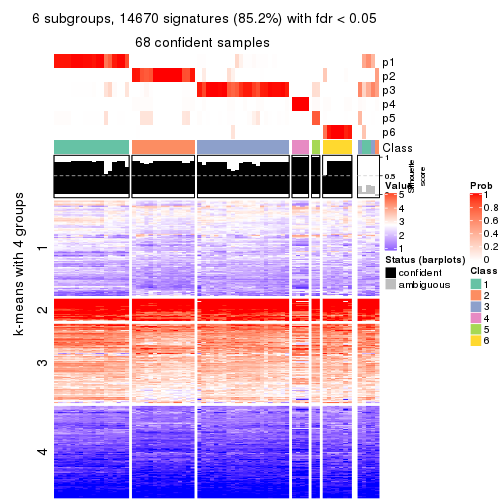 6 subgroups, 14670 signatures (85.2%) with fdr < 0.05
68 confident samples
p1
p2
p3
p4
p5
p6
Class
1
0.5
0
Silhouette
score
k-means with 4 groups
1
2
3
4
Value
5
4
3
2
1
Status (barplots)
confident
ambiguous
Prob
1
0.8
0.6
0.4
0.2
0
Class
1
2
3
4
5
6